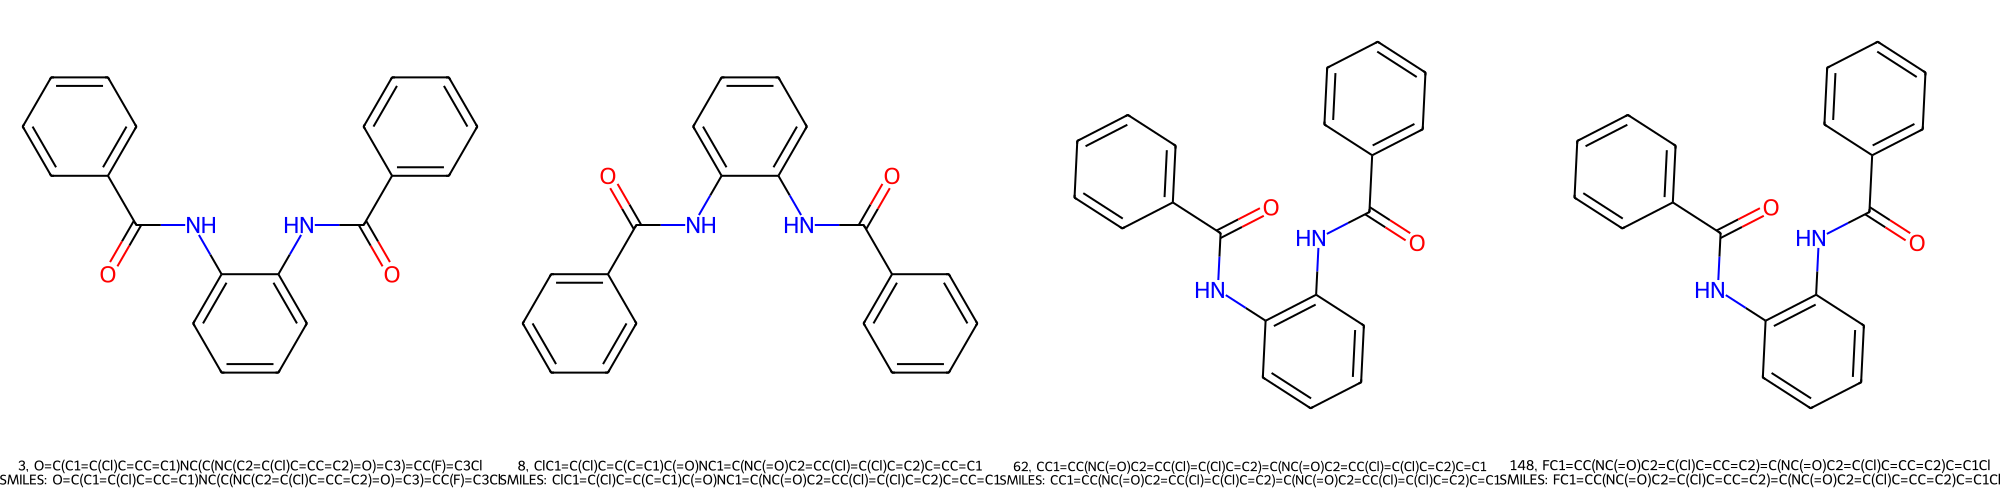 NH HN
O O
O O
NH HN
O
HN O
HN
O
HN O
HN
3, O=C(C1=C(Cl)C=CC=C1)NC(C(NC(C2=C(Cl)C=CC=C2)=O)=C3)=CC(F)=C3Cl
SMILES: O=C(C1=C(Cl)C=CC=C1)NC(C(NC(C2=C(Cl)C=CC=C2)=O)=C3)=CC(F)=C3Cl
8, ClC1=C(Cl)C=C(C=C1)C(=O)NC1=C(NC(=O)C2=CC(Cl)=C(Cl)C=C2)C=CC=C1
SMILES: ClC1=C(Cl)C=C(C=C1)C(=O)NC1=C(NC(=O)C2=CC(Cl)=C(Cl)C=C2)C=CC=C1
62, CC1=CC(NC(=O)C2=CC(Cl)=C(Cl)C=C2)=C(NC(=O)C2=CC(Cl)=C(Cl)C=C2)C=C1
SMILES: CC1=CC(NC(=O)C2=CC(Cl)=C(Cl)C=C2)=C(NC(=O)C2=CC(Cl)=C(Cl)C=C2)C=C1
148, FC1=CC(NC(=O)C2=C(Cl)C=CC=C2)=C(NC(=O)C2=C(Cl)C=CC=C2)C=C1Cl
SMILES: FC1=CC(NC(=O)C2=C(Cl)C=CC=C2)=C(NC(=O)C2=C(Cl)C=CC=C2)C=C1Cl